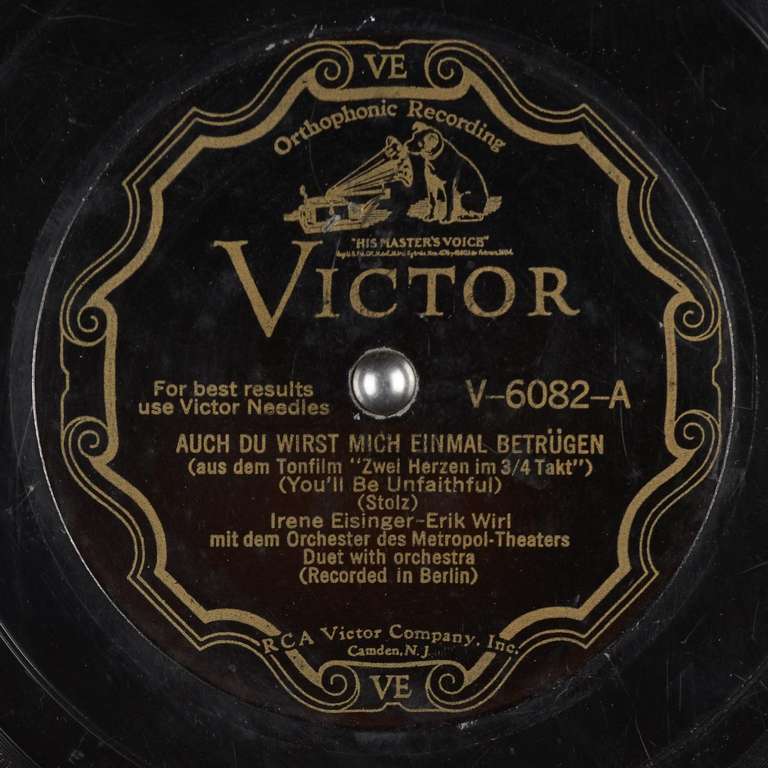 VE
Orthophonic Recording
"HIS MASTER'S VOICE"
VICTOR
For best results
use Victor Needles
V-6082-A
AUCH DU WIRST MICH EINMAL BETRÜGEN
(aus dem Tonfilm "Zwei Herzen im 3/4 Takt")
(You'll Be Unfaithful)
(Stolz)
Irene Eisinger-Erik Wirl
mit dem Orchester des Metropol-Theaters
Duet with orchestra
(Recorded in Berlin)
RCA Victor Company, Inc.
Camden, N. J.
VE